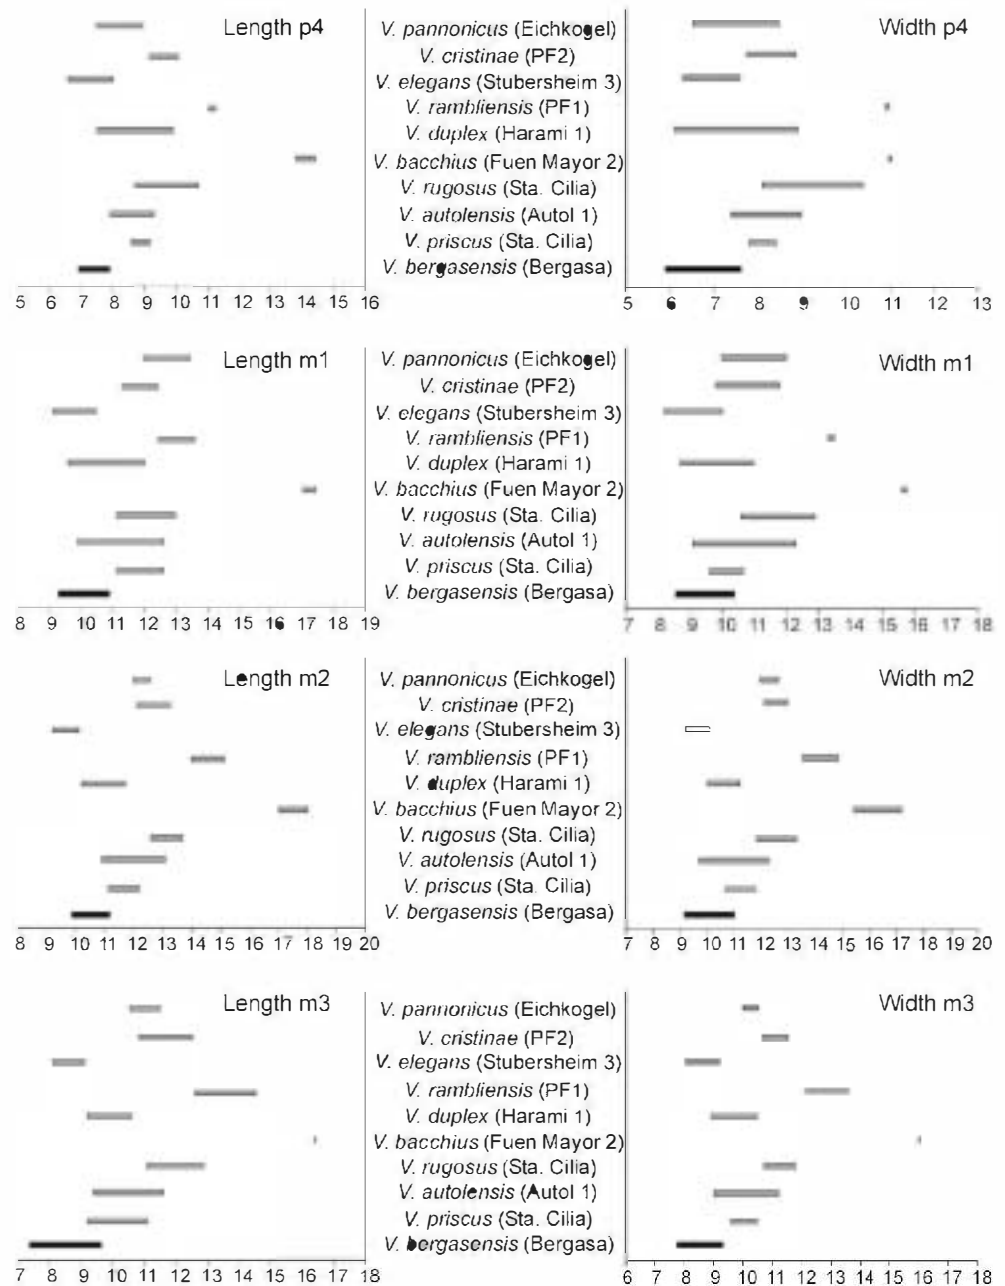 Length p4
V. pannonicus (Eichkogel)
Width p4
V. cristinae (PF2)
V. elegans (Stubersheim 3)
V. rambliensis (PF1)
V. duplex (Harami 1)
V. bacchius (Fuen Mayor 2)
V. rugosus (Sta. Cilia)
V. autolensis (Autol 1)
V. priscus (Sta. Cilia)
V. bergasensis (Bergasa)
5 6 7 8 9 10 11 12 13 14 15 16
5 6 7 8 9 10 11 12 13
Length m1
V. pannonicus (Eichkogel)
Width m1
V. cristinae (PF2)
V. elegans (Stubersheim 3)
V. rambliensis (PF1)
V. duplex (Harami 1)
V. bacchius (Fuen Mayor 2)
V. rugosus (Sta. Cilia)
V. autolensis (Autol 1)
V. priscus (Sta. Cilia)
V. bergasensis (Bergasa)
8 9 10 11 12 13 14 15 16 17 18 19
7 8 9 10 11 12 13 14 15 16 17 18
Length m2
V. pannonicus (Eichkogel)
Width m2
V. cristinae (PF2)
V. elegans (Stubersheim 3)
V. rambliensis (PF1)
V. duplex (Harami 1)
V. bacchius (Fuen Mayor 2)
V. rugosus (Sta. Cilia)
V. autolensis (Autol 1)
V. priscus (Sta. Cilia)
V. bergasensis (Bergasa)
8 9 10 11 12 13 14 15 16 17 18 19 20
7 8 9 10 11 12 13 14 15 16 17 18 19 20
Length m3
V. pannonicus (Eichkogel)
Width m3
V. cristinae (PF2)
V. elegans (Stubersheim 3)
V. rambliensis (PF1)
V. duplex (Harami 1)
V. bacchius (Fuen Mayor 2)
V. rugosus (Sta. Cilia)
V. autolensis (Autol 1)
V. priscus (Sta. Cilia)
V. bergasensis (Bergasa)
7 8 9 10 11 12 13 14 15 16 17 18
6 7 8 9 10 11 12 13 14 15 16 17 18